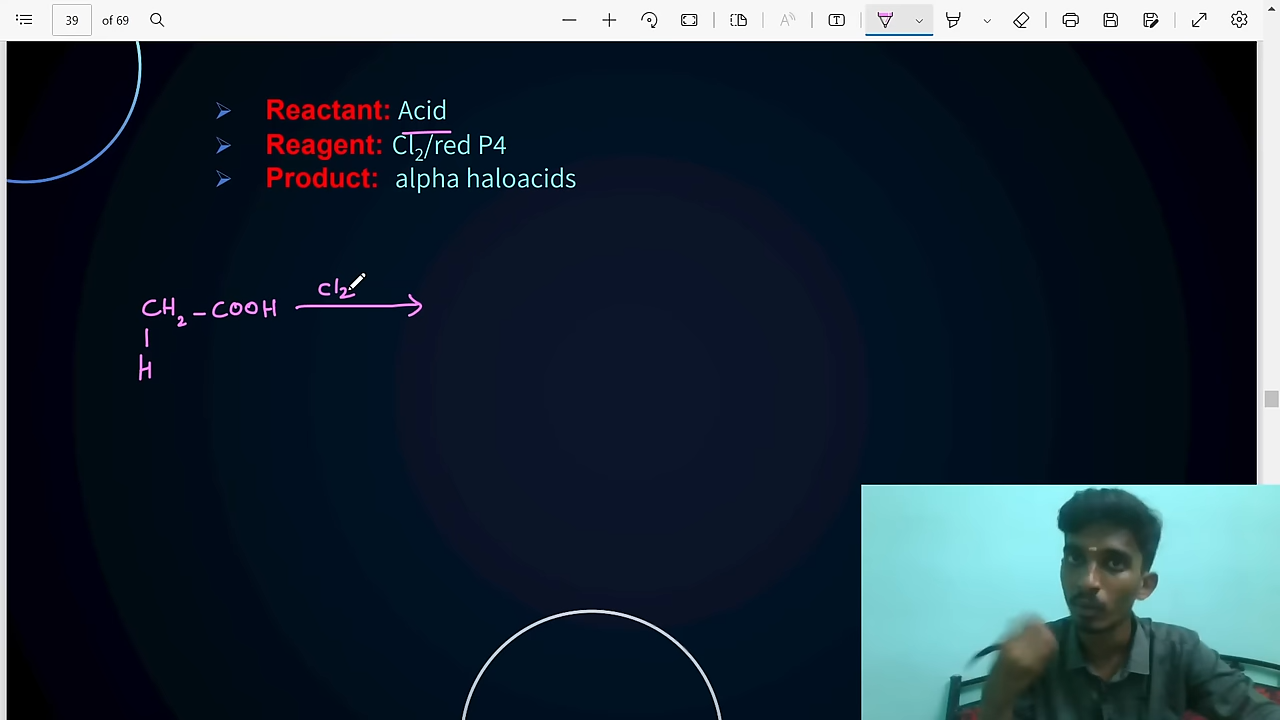 39 of 69
Reactant: Acid
Reagent: Cl₂/red P4
Product: alpha haloacids
Cl₂
CH₂-COOH
|
H